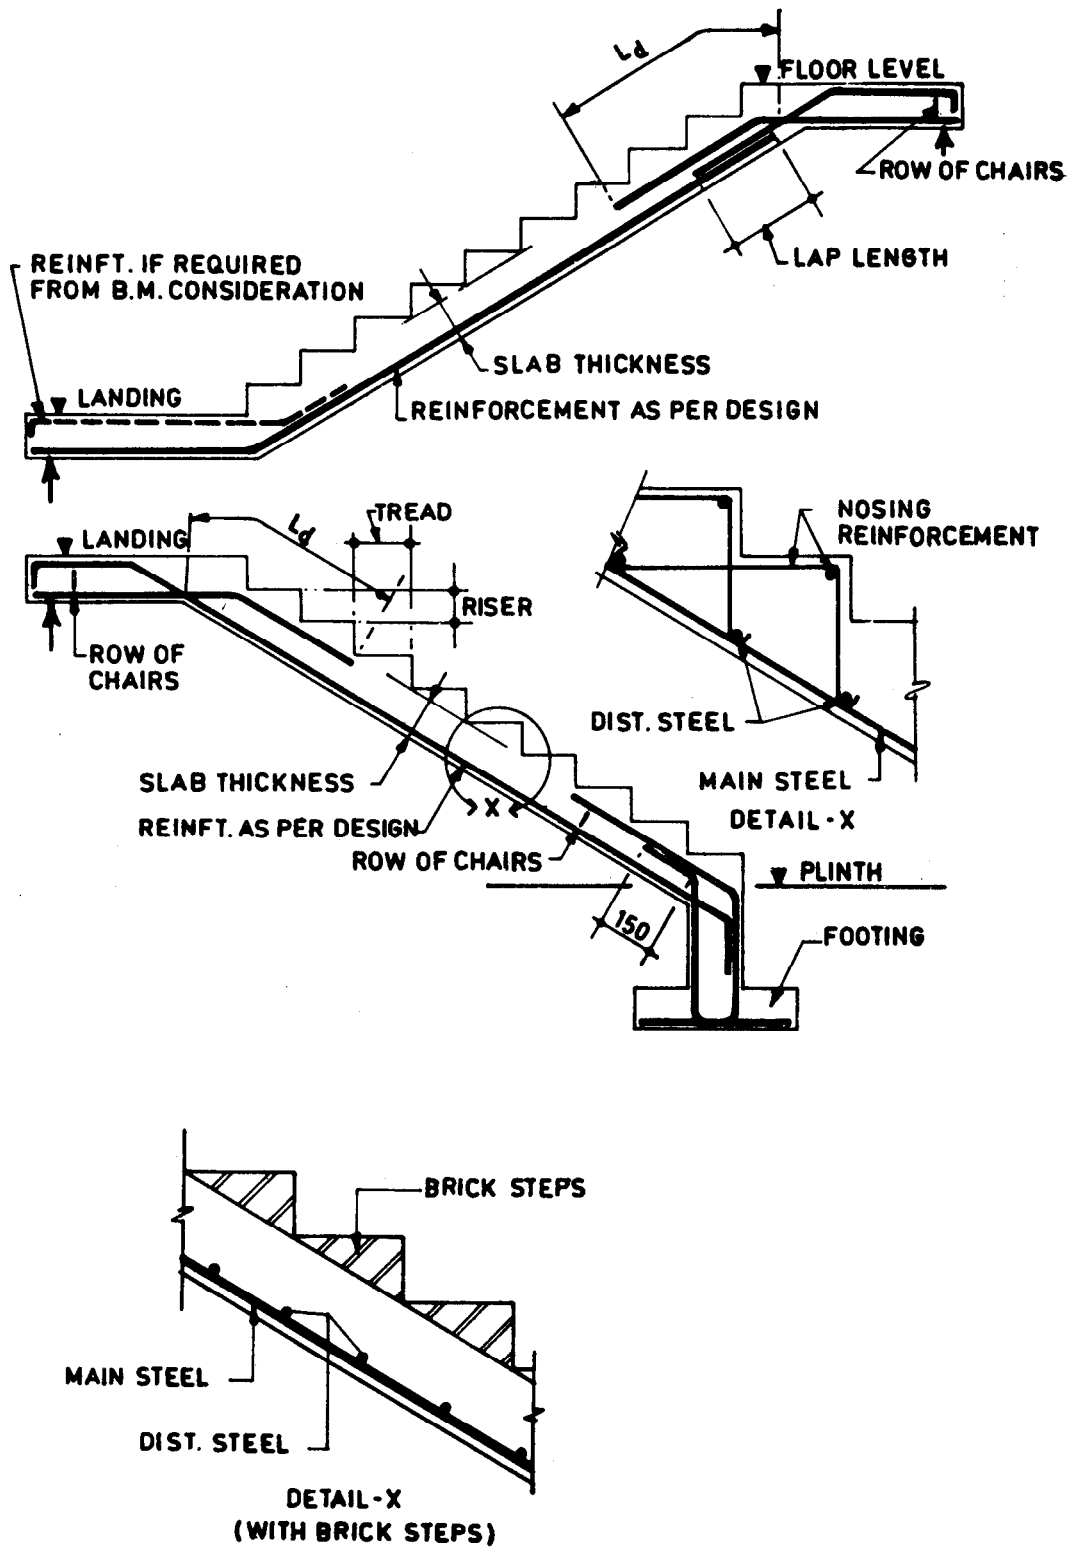 Ld
FLOOR LEVEL
ROW OF CHAIRS
LAP LENGTH
REINFT. IF REQUIRED
FROM B.M. CONSIDERATION
SLAB THICKNESS
LANDING
REINFORCEMENT AS PER DESIGN
TREAD
Ld
LANDING
NOSING
REINFORCEMENT
RISER
ROW OF
CHAIRS
DIST. STEEL
SLAB THICKNESS
MAIN STEEL
X
DETAIL-X
REINFT. AS PER DESIGN
ROW OF CHAIRS
PLINTH
150
FOOTING
BRICK STEPS
MAIN STEEL
DIST. STEEL
DETAIL-X
(WITH BRICK STEPS)